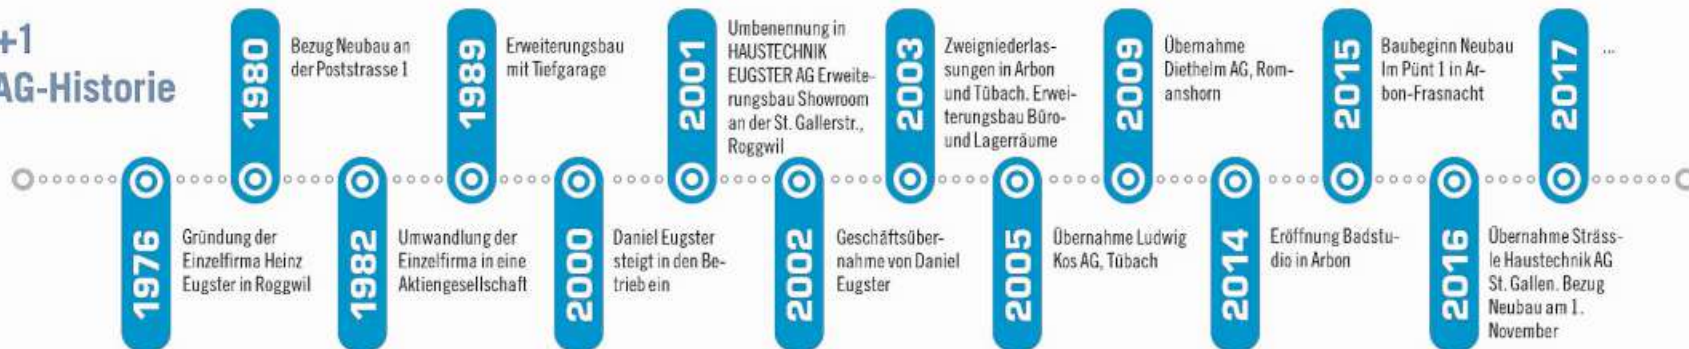 +1
AG-Historie
1976
Gründung der
Einzelfirma Heinz
Eugster in Roggwil
1980
Bezug Neubau an
der Poststrasse 1
1982
Umwandlung der
Einzelfirma in eine
Aktiengesellschaft
1989
Erweiterungsbau
mit Tiefgarage
2000
Daniel Eugster
steigt in den Be-
trieb ein
2001
Umbenennung in
HAUSTECHNIK
EUGSTER AG Erweite-
rungsbau Showroom
an der St. Gallerstr.,
Roggwil
2002
Geschäftsüber-
nahme von Daniel
Eugster
2003
Zweigniederlas-
sungen in Arbon
und Tübach. Erwei-
terungsbau Büro-
und Lagerräume
2005
Übernahme Ludwig
Kos AG, Tübach
2009
Übernahme
Diethelm AG, Rom-
anshorn
2014
Eröffnung Badstu-
dio in Arbon
2015
Baubeginn Neubau
Im Pünt 1 in Ar-
bon-Frasnacht
2016
Übernahme Sträss-
le Haustechnik AG
St. Gallen. Bezug
Neubau am 1.
November
2017
...